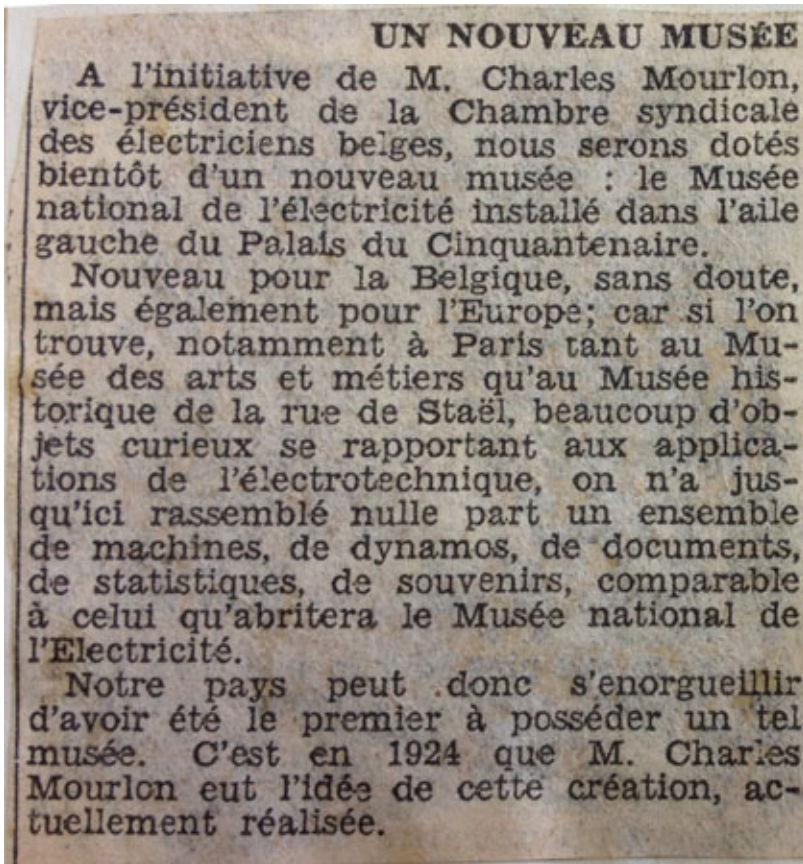 UN NOUVEAU MUSÉE
A l'initiative de M. Charles Mourlon,
vice-président de la Chambre syndicale
des électriciens belges, nous serons dotés
bientôt d'un nouveau musée : le Musée
national de l'électricité installé dans l'aile
gauche du Palais du Cinquantenaire.
Nouveau pour la Belgique, sans doute,
mais également pour l'Europe; car si l'on
trouve, notamment à Paris tant au Mu-
sée des arts et métiers qu'au Musée his-
torique de la rue de Staël, beaucoup d'ob-
jets curieux se rapportant aux applica-
tions de l'électrotechnique, on n'a jus-
qu'ici rassemblé nulle part un ensemble
de machines, de dynamos, de documents,
de statistiques, de souvenirs, comparable
à celui qu'abritera le Musée national de
l'Electricité.
Notre pays peut donc s'enorgueillir
d'avoir été le premier à posséder un tel
musée. C'est en 1924 que M. Charles
Mourlon eut l'idée de cette création, ac-
tuellement réalisée.